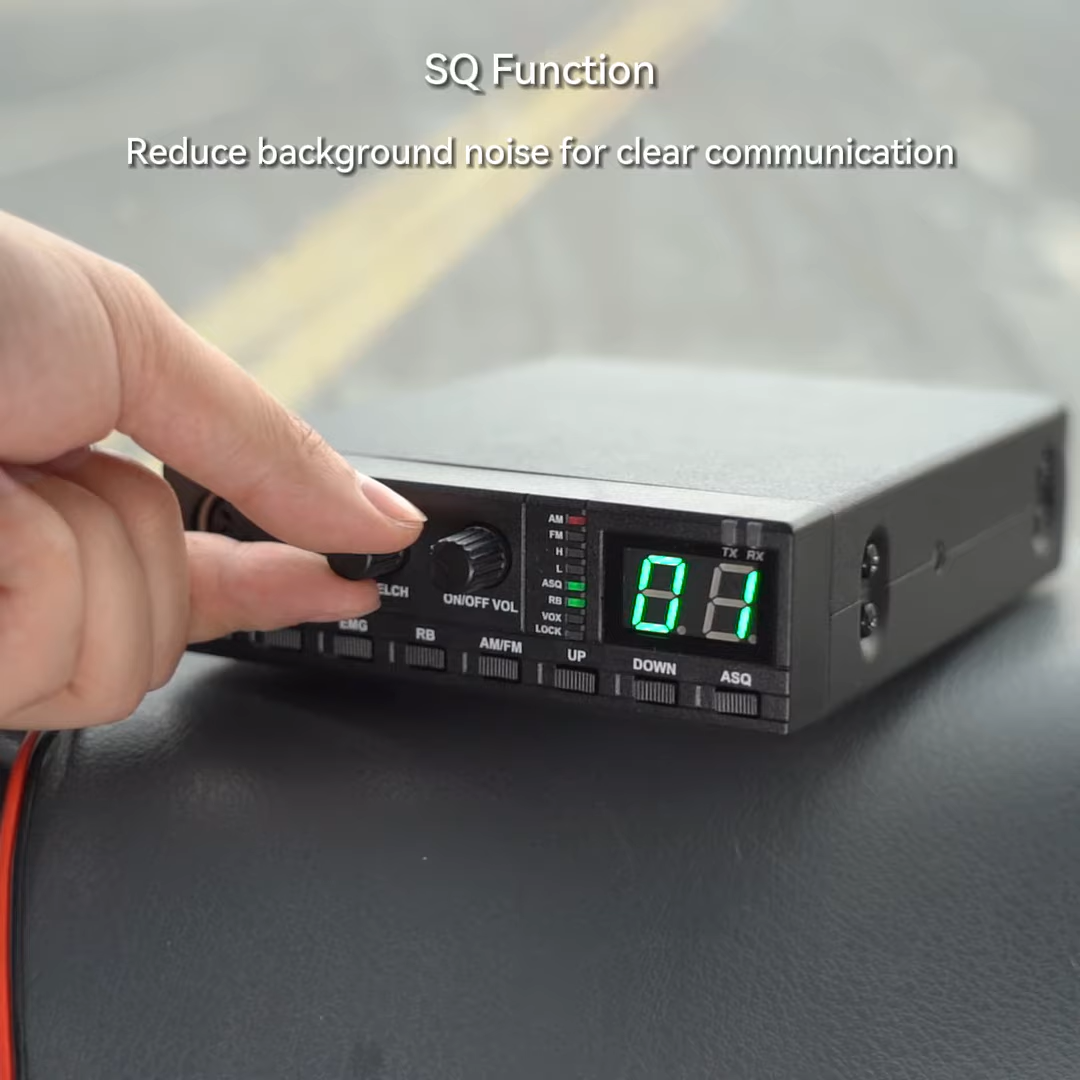 SQ Function
Reduce background noise for clear communication
AM
FM
H
L
ASQ
RB
VOX
LOCK
TX RX
01
ELCH
ON/OFF VOL
EMG
RB
AM/FM
UP
DOWN
ASQ